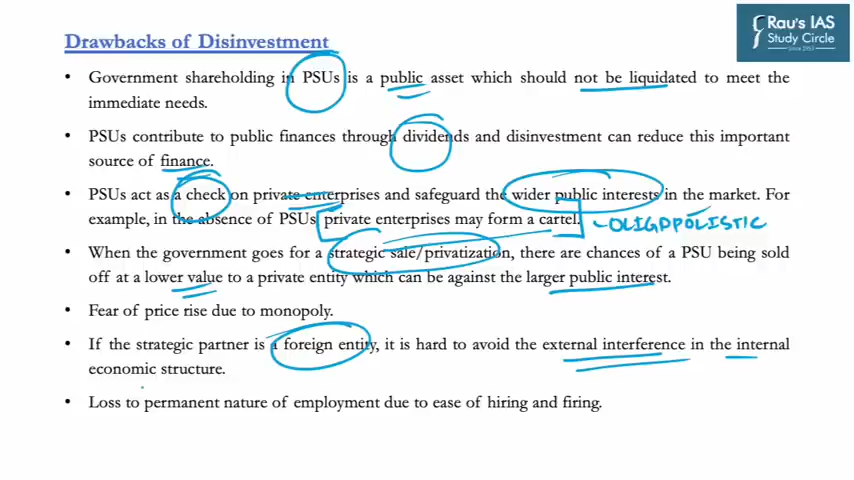 Rau's IAS
Study Circle
Since 1953
Drawbacks of Disinvestment
• Government shareholding in PSUs is a public asset which should not be liquidated to meet the
immediate needs.
• PSUs contribute to public finances through dividends and disinvestment can reduce this important
source of finance.
• PSUs act as a check on private enterprises and safeguard the wider public interests in the market. For
example, in the absence of PSUs private enterprises may form a cartel. - OLIGOPOLISTIC
• When the government goes for a strategic sale/privatization, there are chances of a PSU being sold
off at a lower value to a private entity which can be against the larger public interest.
• Fear of price rise due to monopoly.
• If the strategic partner is a foreign entity, it is hard to avoid the external interference in the internal
economic structure.
• Loss to permanent nature of employment due to ease of hiring and firing.